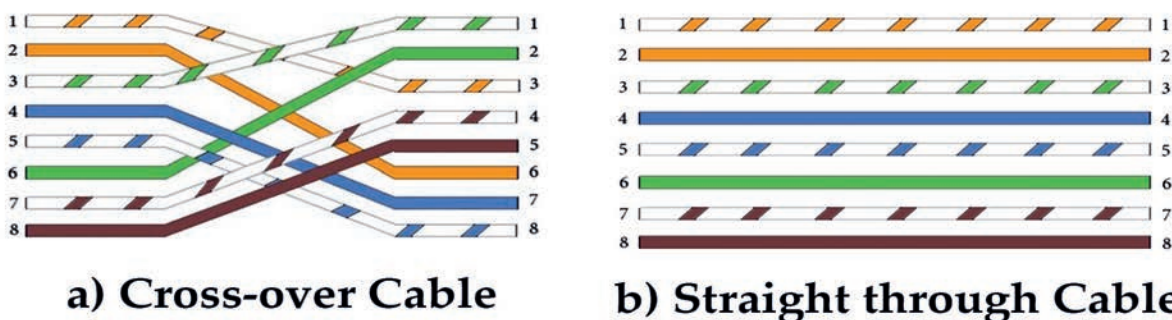 1 1 1 1
2 2 2 2
3 3 3 3
4 4 4 4
5 5 5 5
6 6 6 6
7 7 7 7
8 8 8 8
a) Cross-over Cable b) Straight through Cable